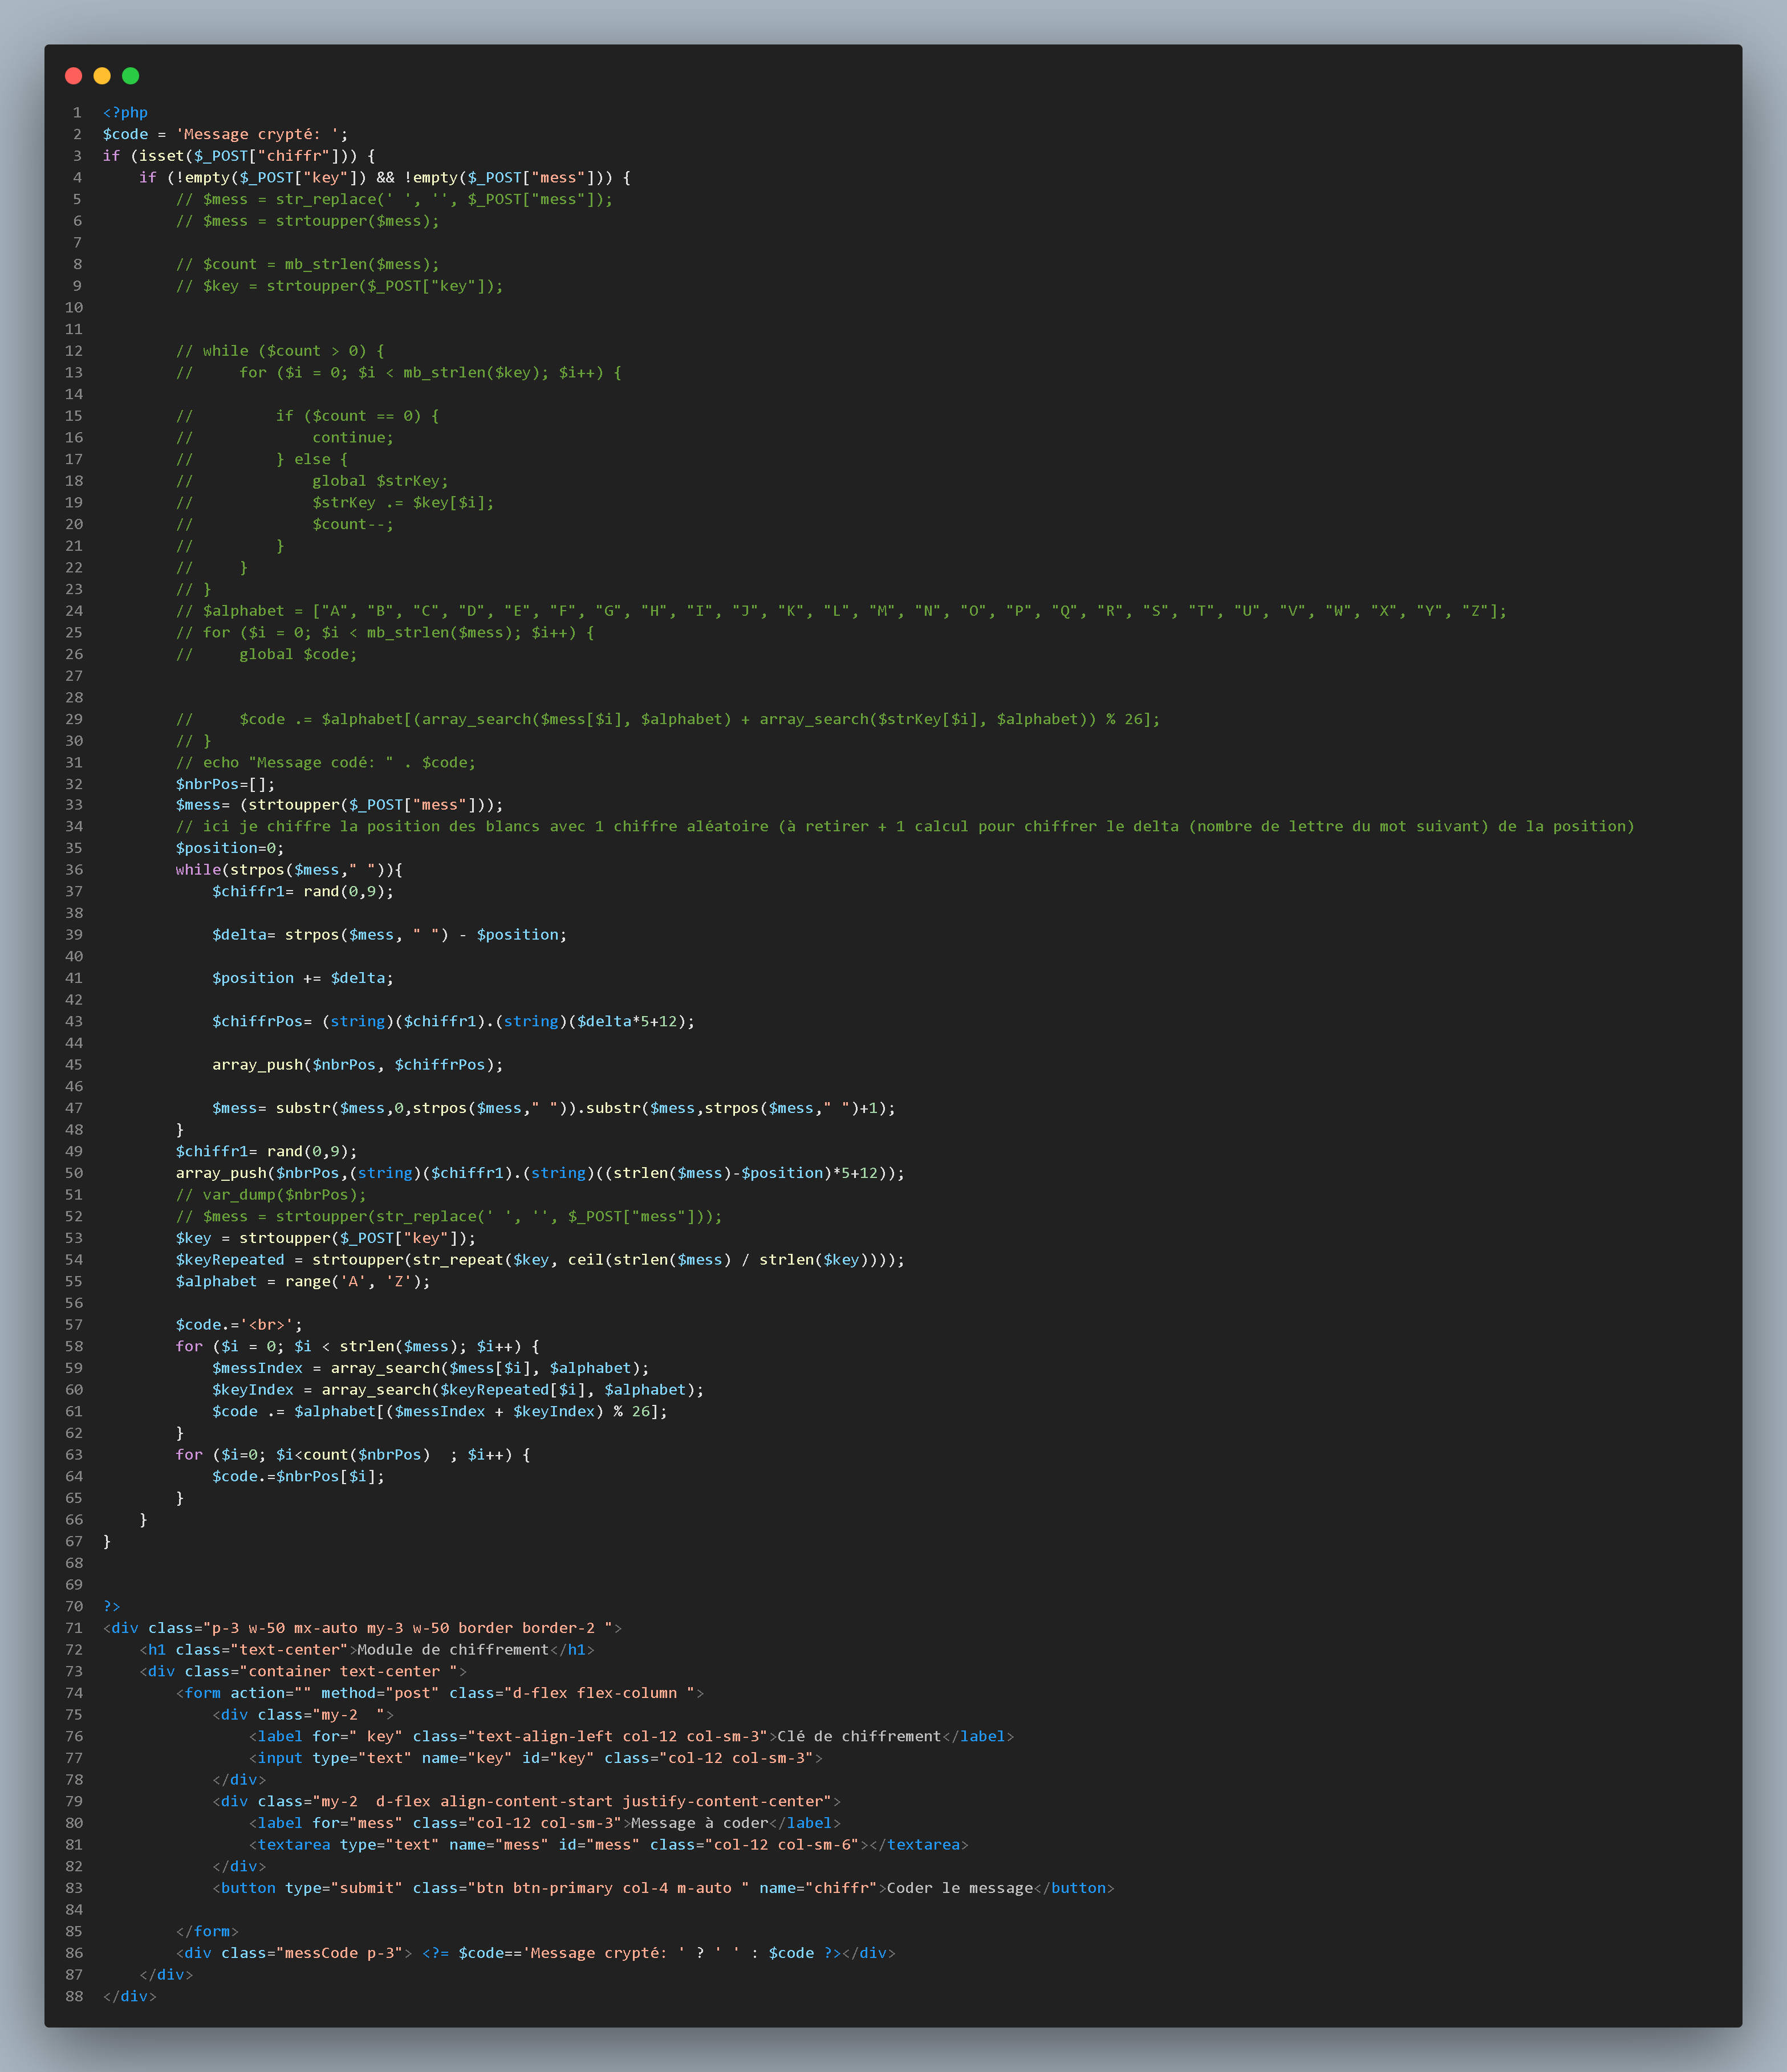 1 <?php
2 $code = 'Message crypté: ';
3 if (isset($_POST["chiffr"])) {
4     if (!empty($_POST["key"]) && !empty($_POST["mess"])) {
5         // $mess = str_replace(' ', '', $_POST["mess"]);
6         // $mess = strtoupper($mess);
7
8         // $count = mb_strlen($mess);
9         // $key = strtoupper($_POST["key"]);
10
11
12         // while ($count > 0) {
13         //     for ($i = 0; $i < mb_strlen($key); $i++) {
14
15         //         if ($count == 0) {
16         //             continue;
17         //         } else {
18         //             global $strKey;
19         //             $strKey .= $key[$i];
20         //             $count--;
21         //         }
22         //     }
23         // }
24         // $alphabet = ["A", "B", "C", "D", "E", "F", "G", "H", "I", "J", "K", "L", "M", "N", "O", "P", "Q", "R", "S", "T", "U", "V", "W", "X", "Y", "Z"];
25         // for ($i = 0; $i < mb_strlen($mess); $i++) {
26         //     global $code;
27
28
29         //     $code .= $alphabet[(array_search($mess[$i], $alphabet) + array_search($strKey[$i], $alphabet)) % 26];
30         // }
31         // echo "Message codé: " . $code;
32         $nbrPos=[];
33         $mess= (strtoupper($_POST["mess"]));
34         // ici je chiffre la position des blancs avec 1 chiffre aléatoire (à retirer + 1 calcul pour chiffrer le delta (nombre de lettre du mot suivant) de la position)
35         $position=0;
36         while(strpos($mess," ")){
37             $chiffr1= rand(0,9);
38
39             $delta= strpos($mess, " ") - $position;
40
41             $position += $delta;
42
43             $chiffrPos= (string)($chiffr1).(string)($delta*5+12);
44
45             array_push($nbrPos, $chiffrPos);
46
47             $mess= substr($mess,0,strpos($mess," ")).substr($mess,strpos($mess," ")+1);
48         }
49         $chiffr1= rand(0,9);
50         array_push($nbrPos,(string)($chiffr1).(string)((strlen($mess)-$position)*5+12));
51         // var_dump($nbrPos);
52         // $mess = strtoupper(str_replace(' ', '', $_POST["mess"]));
53         $key = strtoupper($_POST["key"]);
54         $keyRepeated = strtoupper(str_repeat($key, ceil(strlen($mess) / strlen($key))));
55         $alphabet = range('A', 'Z');
56
57         $code.='<br>';
58         for ($i = 0; $i < strlen($mess); $i++) {
59             $messIndex = array_search($mess[$i], $alphabet);
60             $keyIndex = array_search($keyRepeated[$i], $alphabet);
61             $code .= $alphabet[($messIndex + $keyIndex) % 26];
62         }
63         for ($i=0; $i<count($nbrPos)  ; $i++) {
64             $code.=$nbrPos[$i];
65         }
66     }
67 }
68
69
70 ?>
71 <div class="p-3 w-50 mx-auto my-3 w-50 border border-2 ">
72     <h1 class="text-center">Module de chiffrement</h1>
73     <div class="container text-center ">
74         <form action="" method="post" class="d-flex flex-column ">
75             <div class="my-2  ">
76                 <label for=" key" class="text-align-left col-12 col-sm-3">Clé de chiffrement</label>
77                 <input type="text" name="key" id="key" class="col-12 col-sm-3">
78             </div>
79             <div class="my-2  d-flex align-content-start justify-content-center">
80                 <label for="mess" class="col-12 col-sm-3">Message à coder</label>
81                 <textarea type="text" name="mess" id="mess" class="col-12 col-sm-6"></textarea>
82             </div>
83             <button type="submit" class="btn btn-primary col-4 m-auto " name="chiffr">Coder le message</button>
84
85         </form>
86         <div class="messCode p-3"> <?= $code=='Message crypté: ' ? ' ' : $code ?></div>
87     </div>
88 </div>